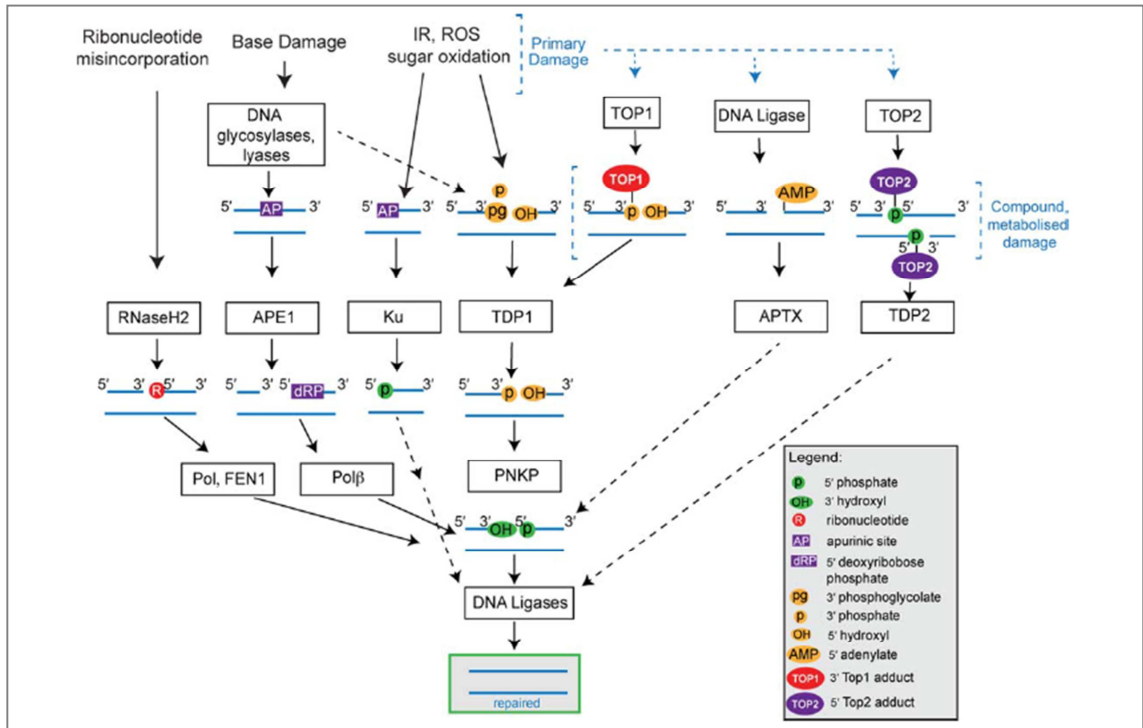 Ribonucleotide
misincorporation
Base Damage
IR, ROS
sugar oxidation
Primary
Damage
DNA
glycosylases,
lyases
TOP1
DNA Ligase
TOP2
5′ AP 3′
5′ AP 3′
p
5′ 3′ pg OH 3′
TOP1
5′ 3′ p OH 3′
AMP
5′ 3′
TOP2
5′ 3′ p 5′ 3′
p
5′ 5′ 3′
TOP2
Compound,
metabolised
damage
RNaseH2
APE1
Ku
TDP1
APTX
TDP2
5′ 3′ R 5′ 3′
5′ 3′ 5′ dRP 3′
5′ p 3′
5′ 3′ p OH 3′
Pol, FEN1
Polβ
PNKP
5′ 3′ OH 5′ p 3′
DNA Ligases
repaired
Legend:
p 5′ phosphate
OH 3′ hydroxyl
R ribonucleotide
AP apurinic site
dRP 5′ deoxyribobose
phosphate
pg 3′ phosphoglycolate
p 3′ phosphate
OH 5′ hydroxyl
AMP 5′ adenylate
TOP1 3′ Top1 adduct
TOP2 5′ Top2 adduct